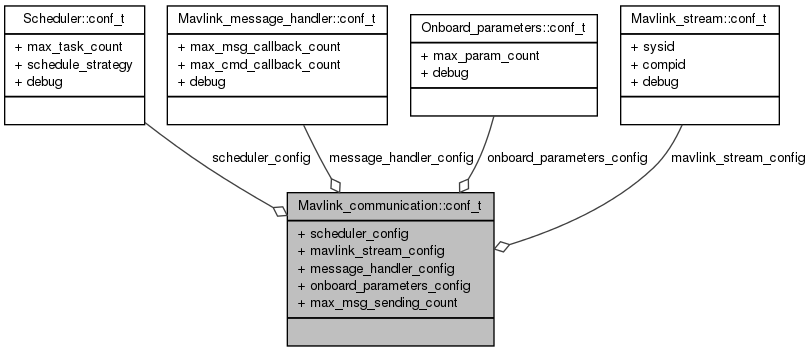 Scheduler::conf_t
+ max_task_count
+ schedule_strategy
+ debug
Mavlink_message_handler::conf_t
+ max_msg_callback_count
+ max_cmd_callback_count
+ debug
Onboard_parameters::conf_t
+ max_param_count
+ debug
Mavlink_stream::conf_t
+ sysid
+ compid
+ debug
scheduler_config
message_handler_config
onboard_parameters_config
mavlink_stream_config
Mavlink_communication::conf_t
+ scheduler_config
+ mavlink_stream_config
+ message_handler_config
+ onboard_parameters_config
+ max_msg_sending_count